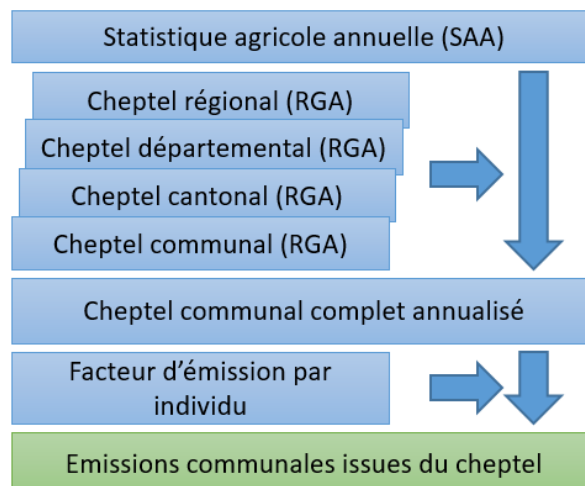 Statistique agricole annuelle (SAA)
Cheptel régional (RGA)
Cheptel départemental (RGA)
Cheptel cantonal (RGA)
Cheptel communal (RGA)
Cheptel communal complet annualisé
Facteur d’émission par
individu
Emissions communales issues du cheptel